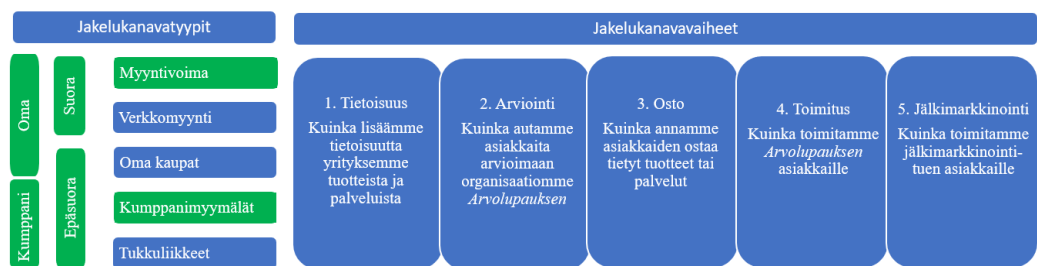 Jakelukanavatyypit
Oma
Kumppani
Suora
Epäsuora
Myyntivoima
Verkkomyynti
Oma kaupat
Kumppanimyymälät
Tukkuliikkeet
Jakelukanavavaiheet
1. Tietoisuus
Kuinka lisäämme
tietoisuutta
yrityksemme
tuotteista ja
palveluista
2. Arviointi
Kuinka autamme
asiakkaita
arvioimaan
organisaatiomme
Arvolupauksen
3. Osto
Kuinka annamme
asiakkaiden ostaa
tietyt tuotteet tai
palvelut
4. Toimitus
Kuinka toimitamme
Arvolupauksen
asiakkaille
5. Jälkimarkkinointi
Kuinka toimitamme
jälkimarkkinointi-
tuen asiakkaille